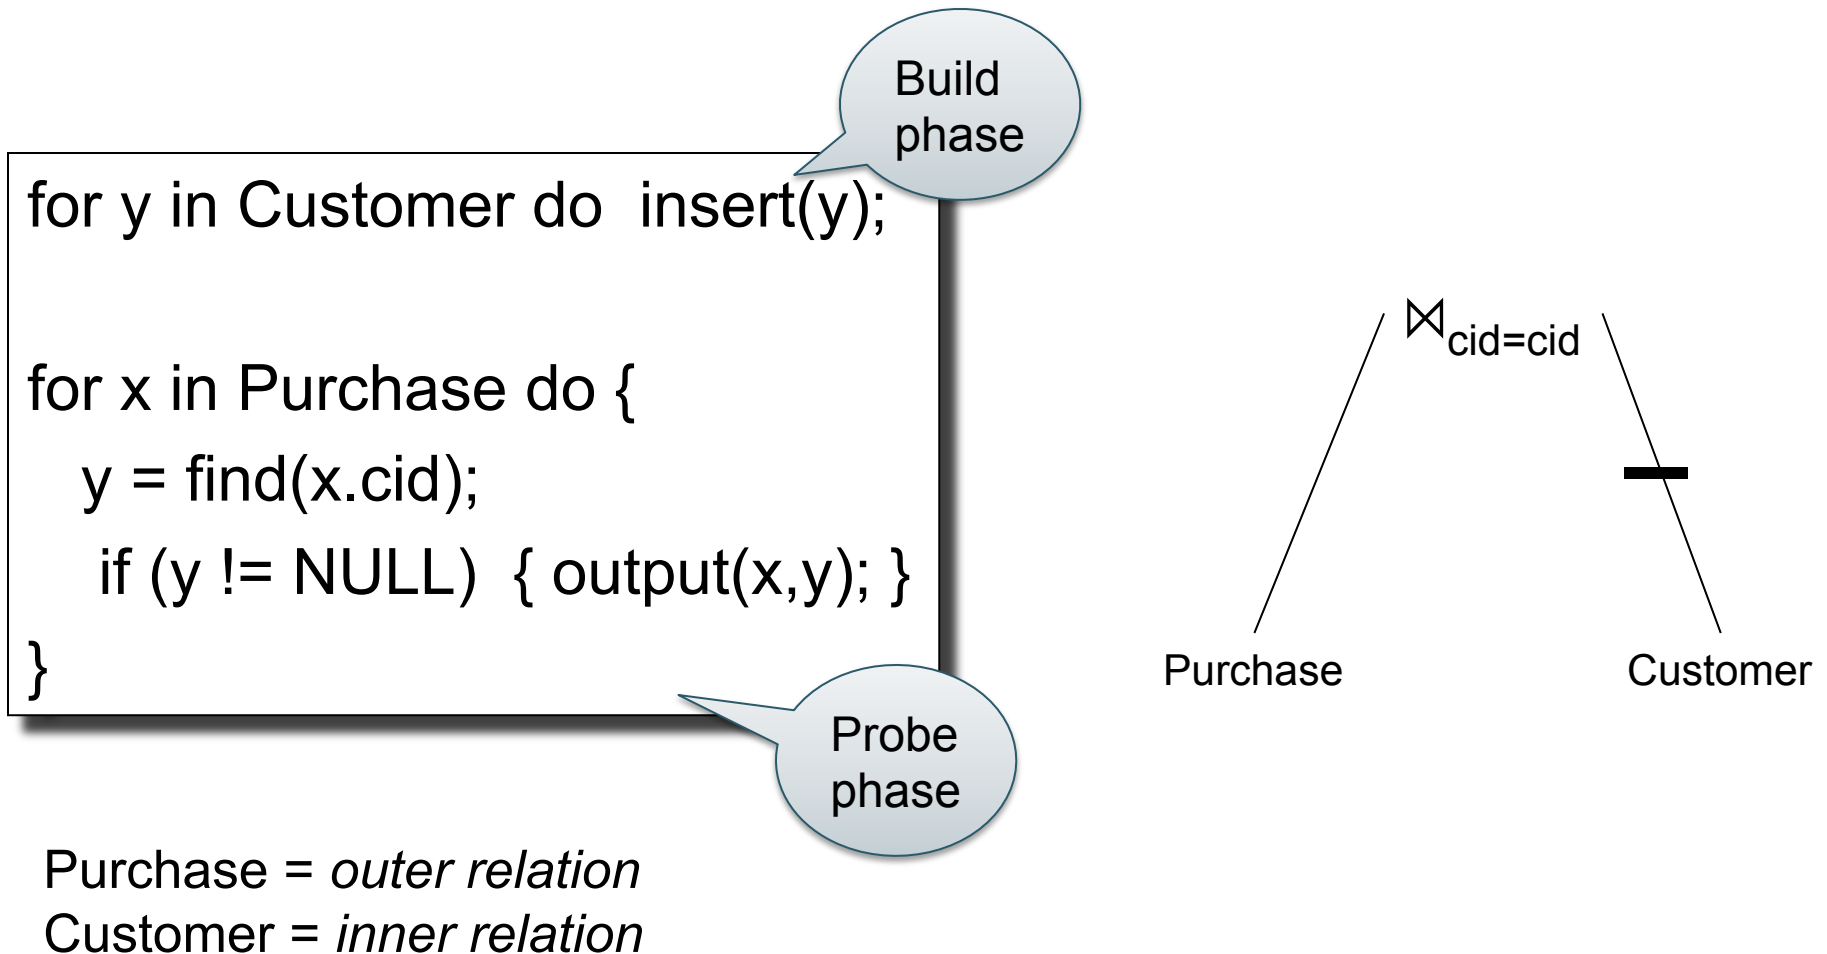 Build
phase
for y in Customer do  insert(y);
for x in Purchase do {
y = find(x.cid);
if (y != NULL)  { output(x,y); }
}
Probe
phase
Purchase = outer relation
Customer = inner relation
⋈cid=cid
Purchase
Customer